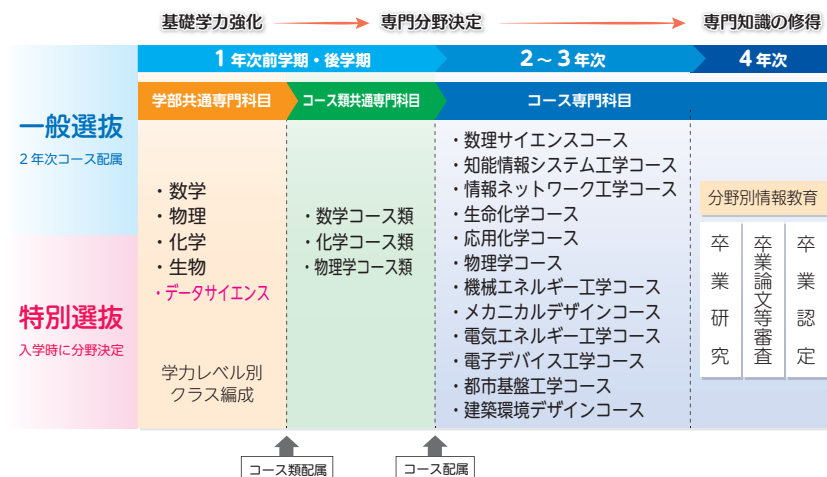 基礎学力強化
専門分野決定
専門知識の修得
1年次前学期・後学期
2～3年次
4年次
学部共通専門科目
コース類共通専門科目
コース専門科目
一般選抜
2年次コース配属
特別選抜
入学時に分野決定
・数学
・物理
・化学
・生物
・データサイエンス
学力レベル別
クラス編成
・数学コース類
・化学コース類
・物理学コース類
・数理サイエンスコース
・知能情報システム工学コース
・情報ネットワーク工学コース
・生命化学コース
・応用化学コース
・物理学コース
・機械エネルギー工学コース
・メカニカルデザインコース
・電気エネルギー工学コース
・電子デバイス工学コース
・都市基盤工学コース
・建築環境デザインコース
分野別情報教育
卒業研究
卒業論文等審査
卒業認定
コース類配属
コース配属